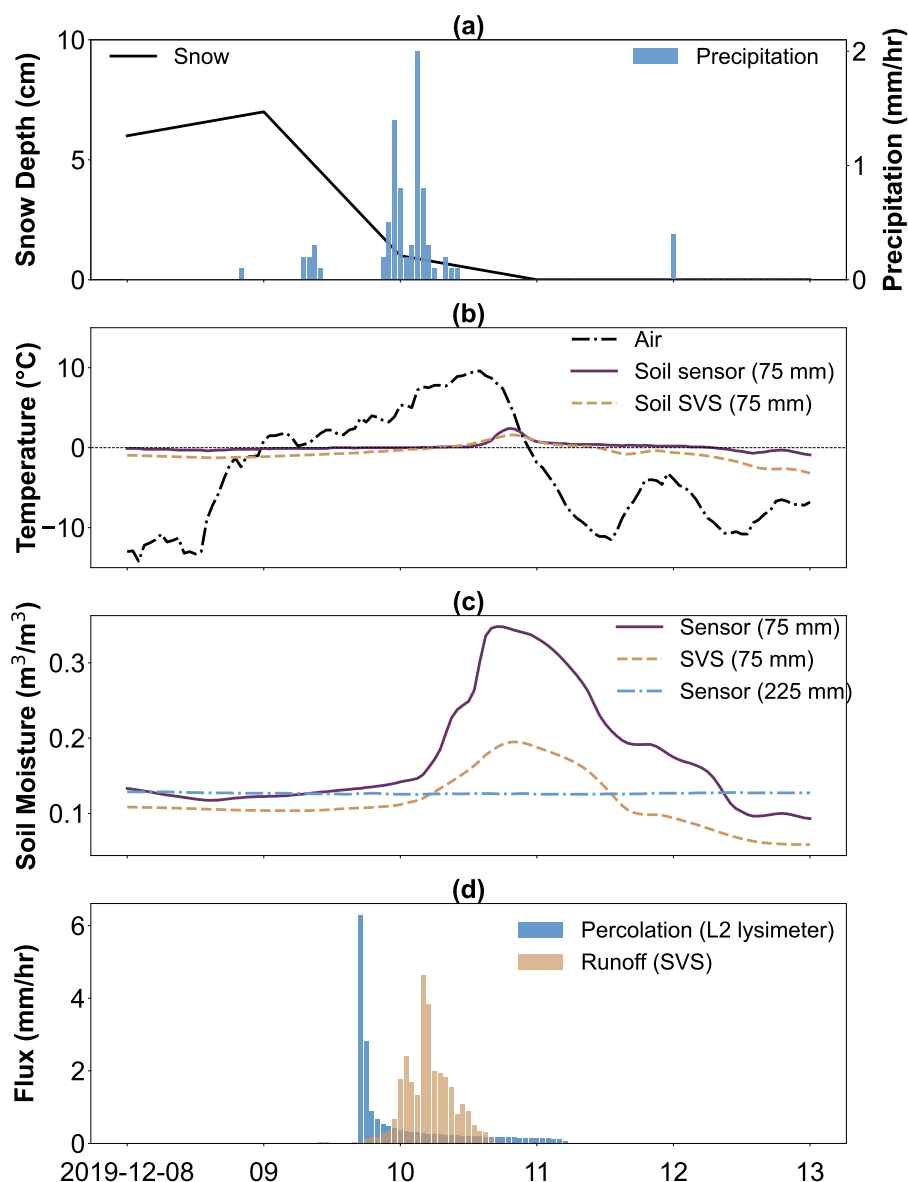 (a)
10
5
0
Snow Depth (cm)
Snow
Precipitation
2
1
0
Precipitation (mm/hr)
(b)
10
0
−10
Temperature (°C)
Air
Soil sensor (75 mm)
Soil SVS (75 mm)
(c)
0.3
0.2
0.1
Soil Moisture (m³/m³)
Sensor (75 mm)
SVS (75 mm)
Sensor (225 mm)
(d)
6
4
2
0
Flux (mm/hr)
Percolation (L2 lysimeter)
Runoff (SVS)
2019-12-08 09 10 11 12 13